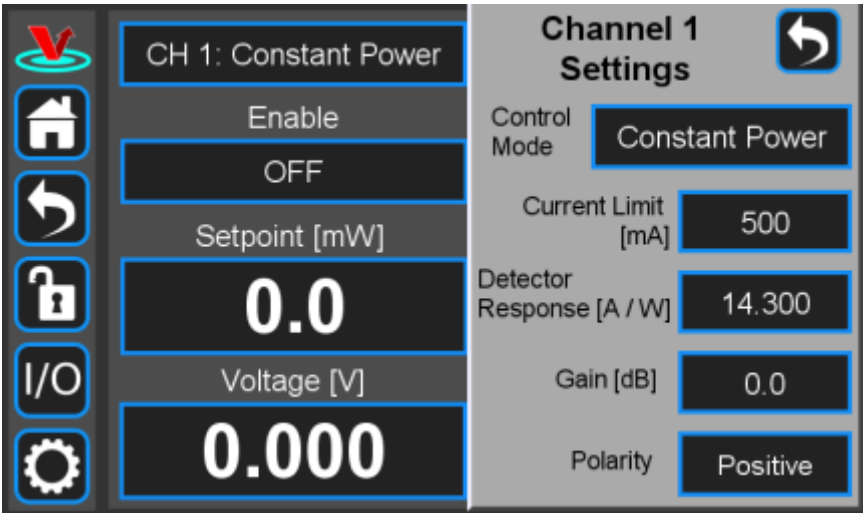 CH 1: Constant Power
Enable
OFF
Setpoint [mW]
0.0
Voltage [V]
0.000
I/O
Channel 1
Settings
Control
Mode
Constant Power
Current Limit
[mA]
500
Detector
Response [A / W]
14.300
Gain [dB]
0.0
Polarity
Positive